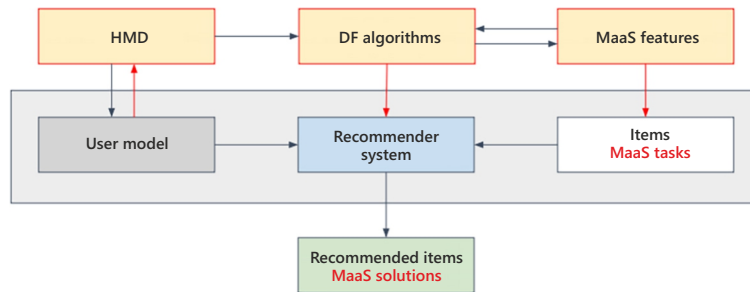 HMD
DF algorithms
MaaS features
User model
Recommender
system
Items
MaaS tasks
Recommended items
MaaS solutions